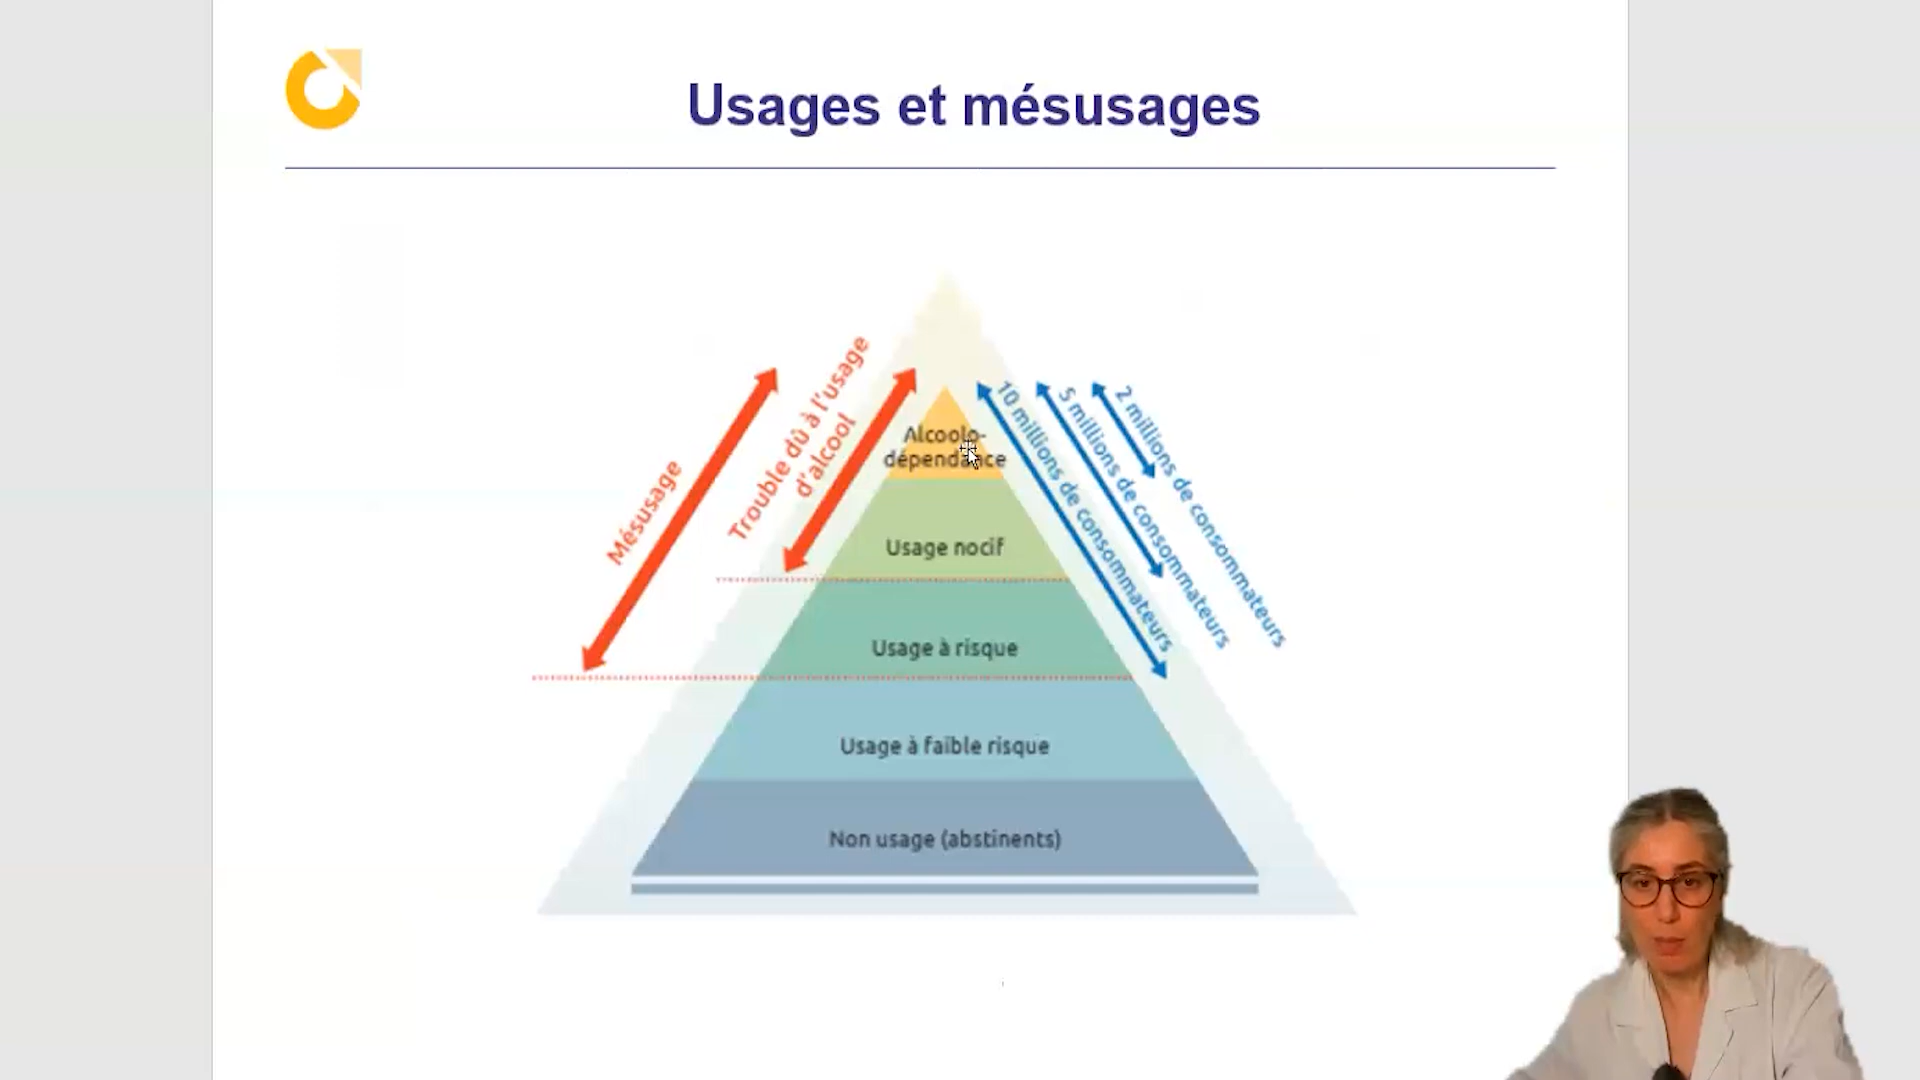 Usages et mésusages
Mésusage
Trouble dû à l'usage
d'alcool
10 millions de consommateurs
5 millions de consommateurs
2 millions de consommateurs
Alcoolo-
dépendance
Usage nocif
Usage à risque
Usage à faible risque
Non usage (abstinents)